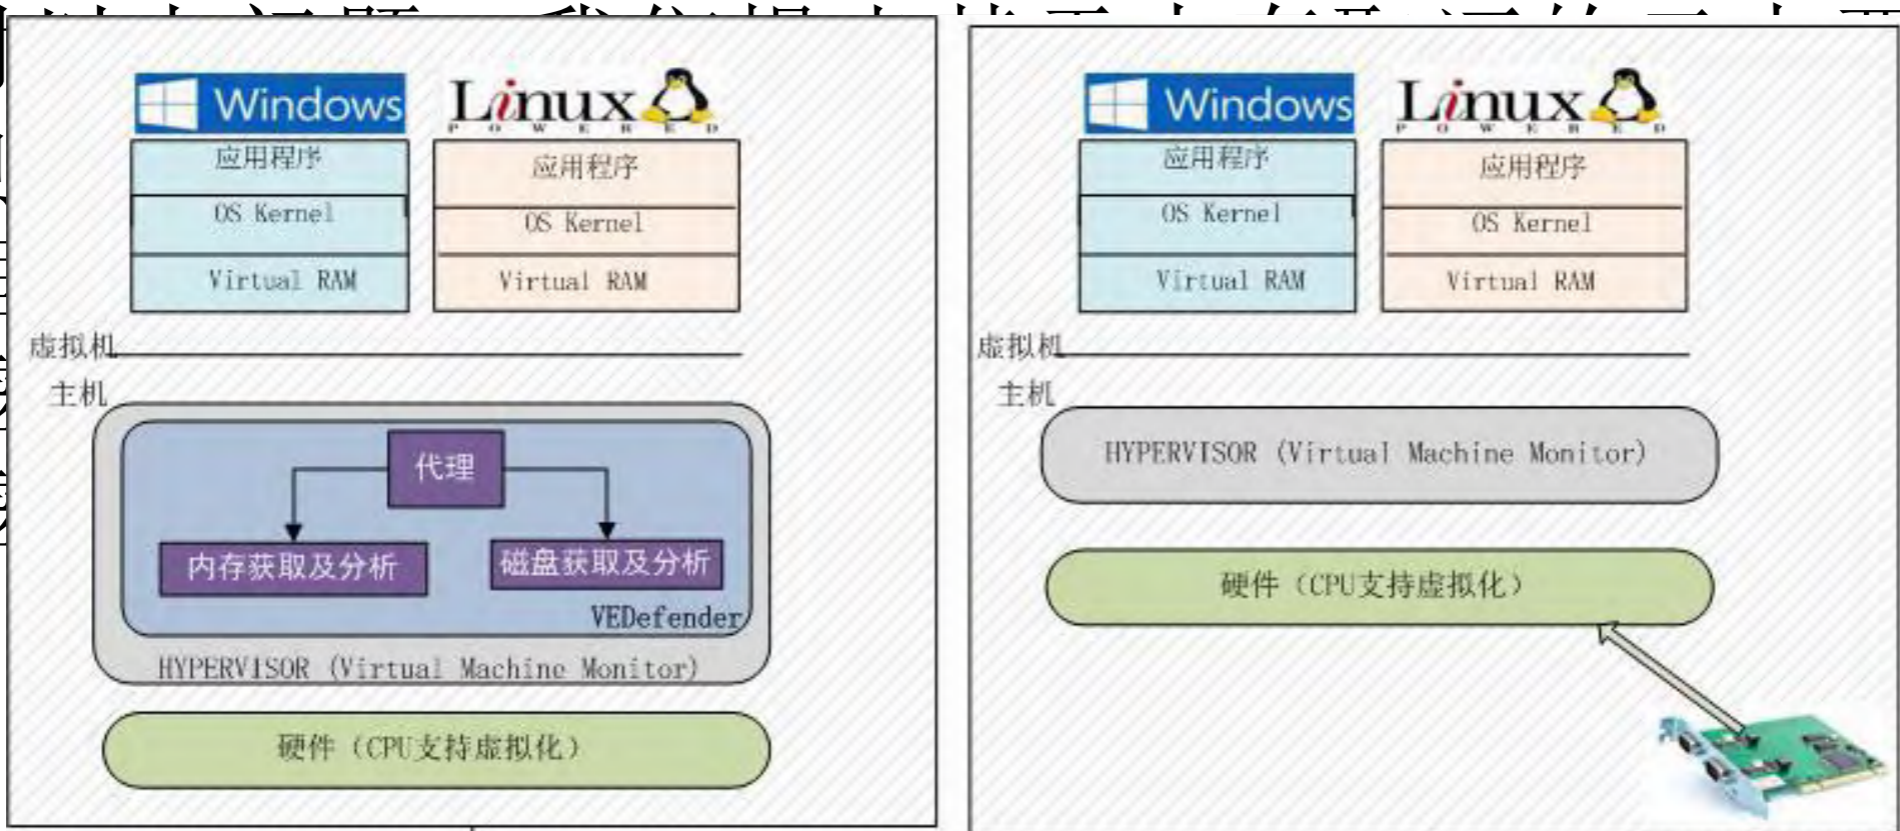 Windows
Linux
POWERED
应用程序
OS Kernel
Virtual RAM
应用程序
OS Kernel
Virtual RAM
虚拟机
主机
代理
内存获取及分析
磁盘获取及分析
VEDefender
HYPERVISOR (Virtual Machine Monitor)
硬件（CPU支持虚拟化）
Windows
Linux
POWERED
应用程序
OS Kernel
Virtual RAM
应用程序
OS Kernel
Virtual RAM
虚拟机
主机
HYPERVISOR (Virtual Machine Monitor)
硬件（CPU支持虚拟化）